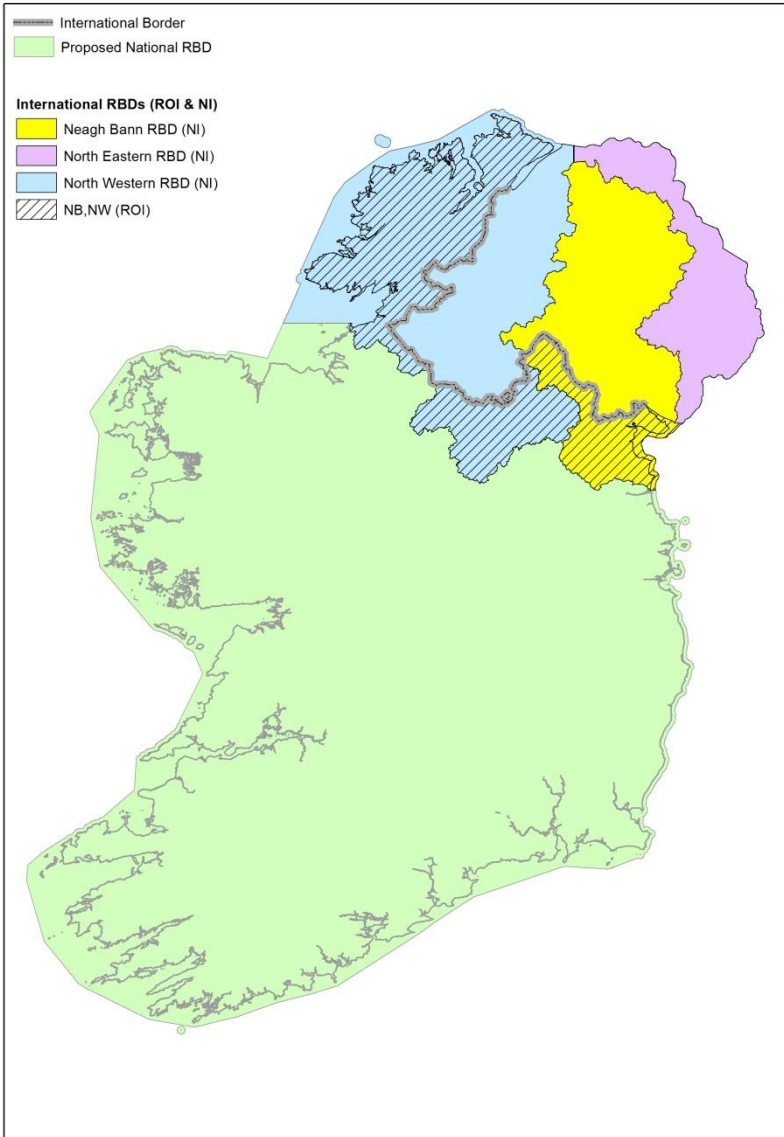 International Border
Proposed National RBD
International RBDs (ROI & NI)
Neagh Bann RBD (NI)
North Eastern RBD (NI)
North Western RBD (NI)
NB,NW (ROI)